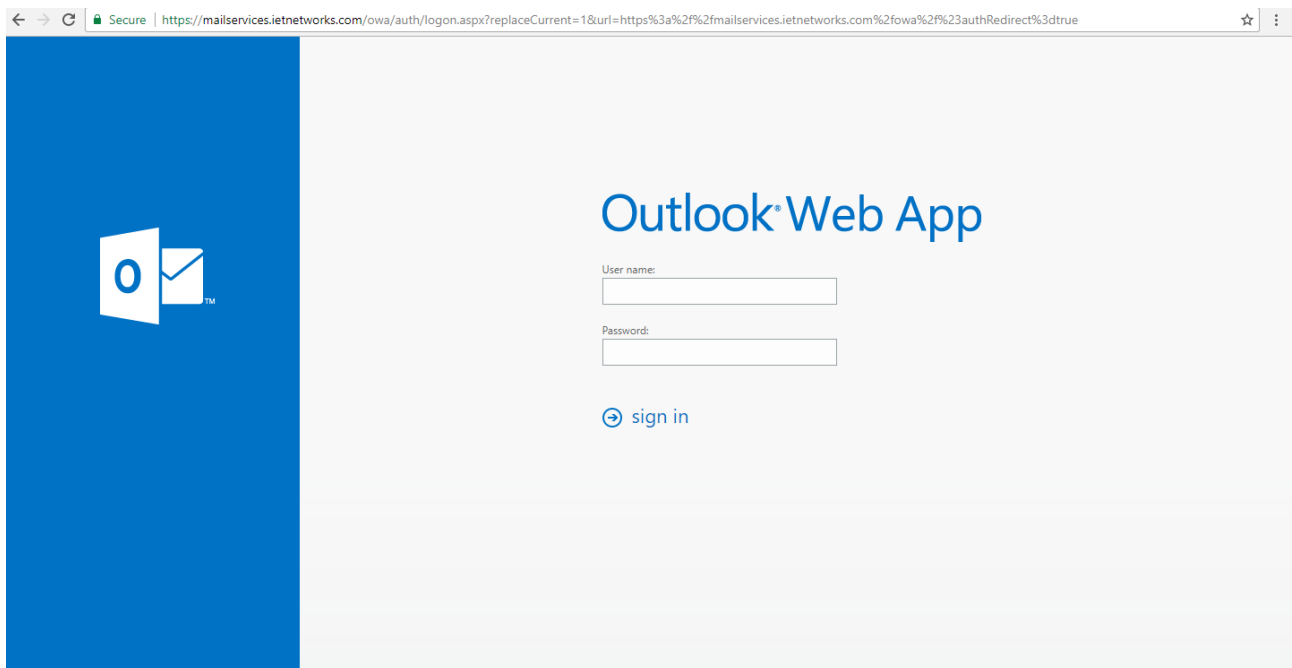 Secure | https://mailservices.ietnetworks.com/owa/auth/logon.aspx?replaceCurrent=1&url=https%3a%2f%2fmailservices.ietnetworks.com%2fowa%2f%23authRedirect%3dtrue
Outlook® Web App
User name:
O
TM
Password:
sign in